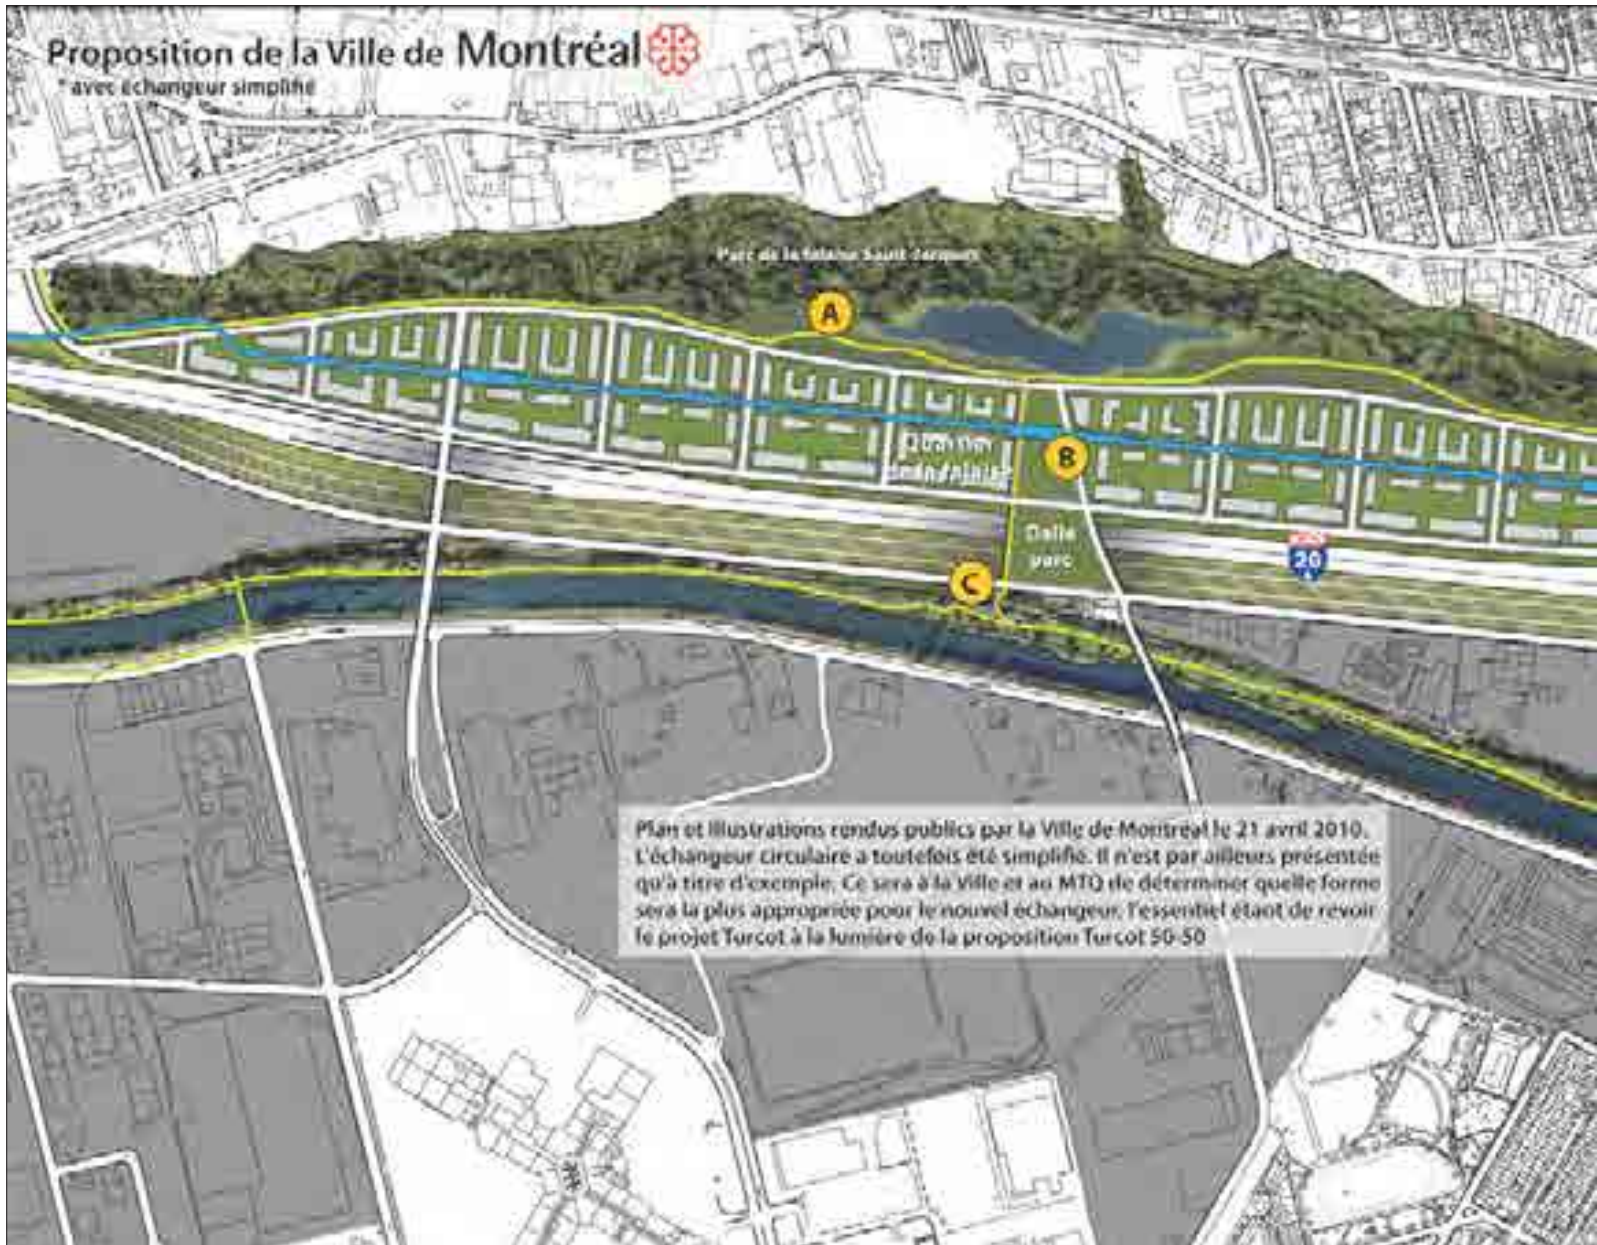 Proposition de la Ville de Montréal
* avec échangeur simplifié
Parc de la falaise Saint-Jacques
A
Quartier
B
Dalle
parc
20
C
Plan et illustrations rendus publics par la Ville de Montréal le 21 avril 2010.
L'échangeur circulaire a toutefois été simplifié. Il n'est par ailleurs présentée
qu'à titre d'exemple. Ce sera à la Ville et au MTQ de déterminer quelle forme
sera la plus appropriée pour le nouvel échangeur, l'essentiel étant de revoir
le projet Turcot à la lumière de la proposition Turcot 50-50